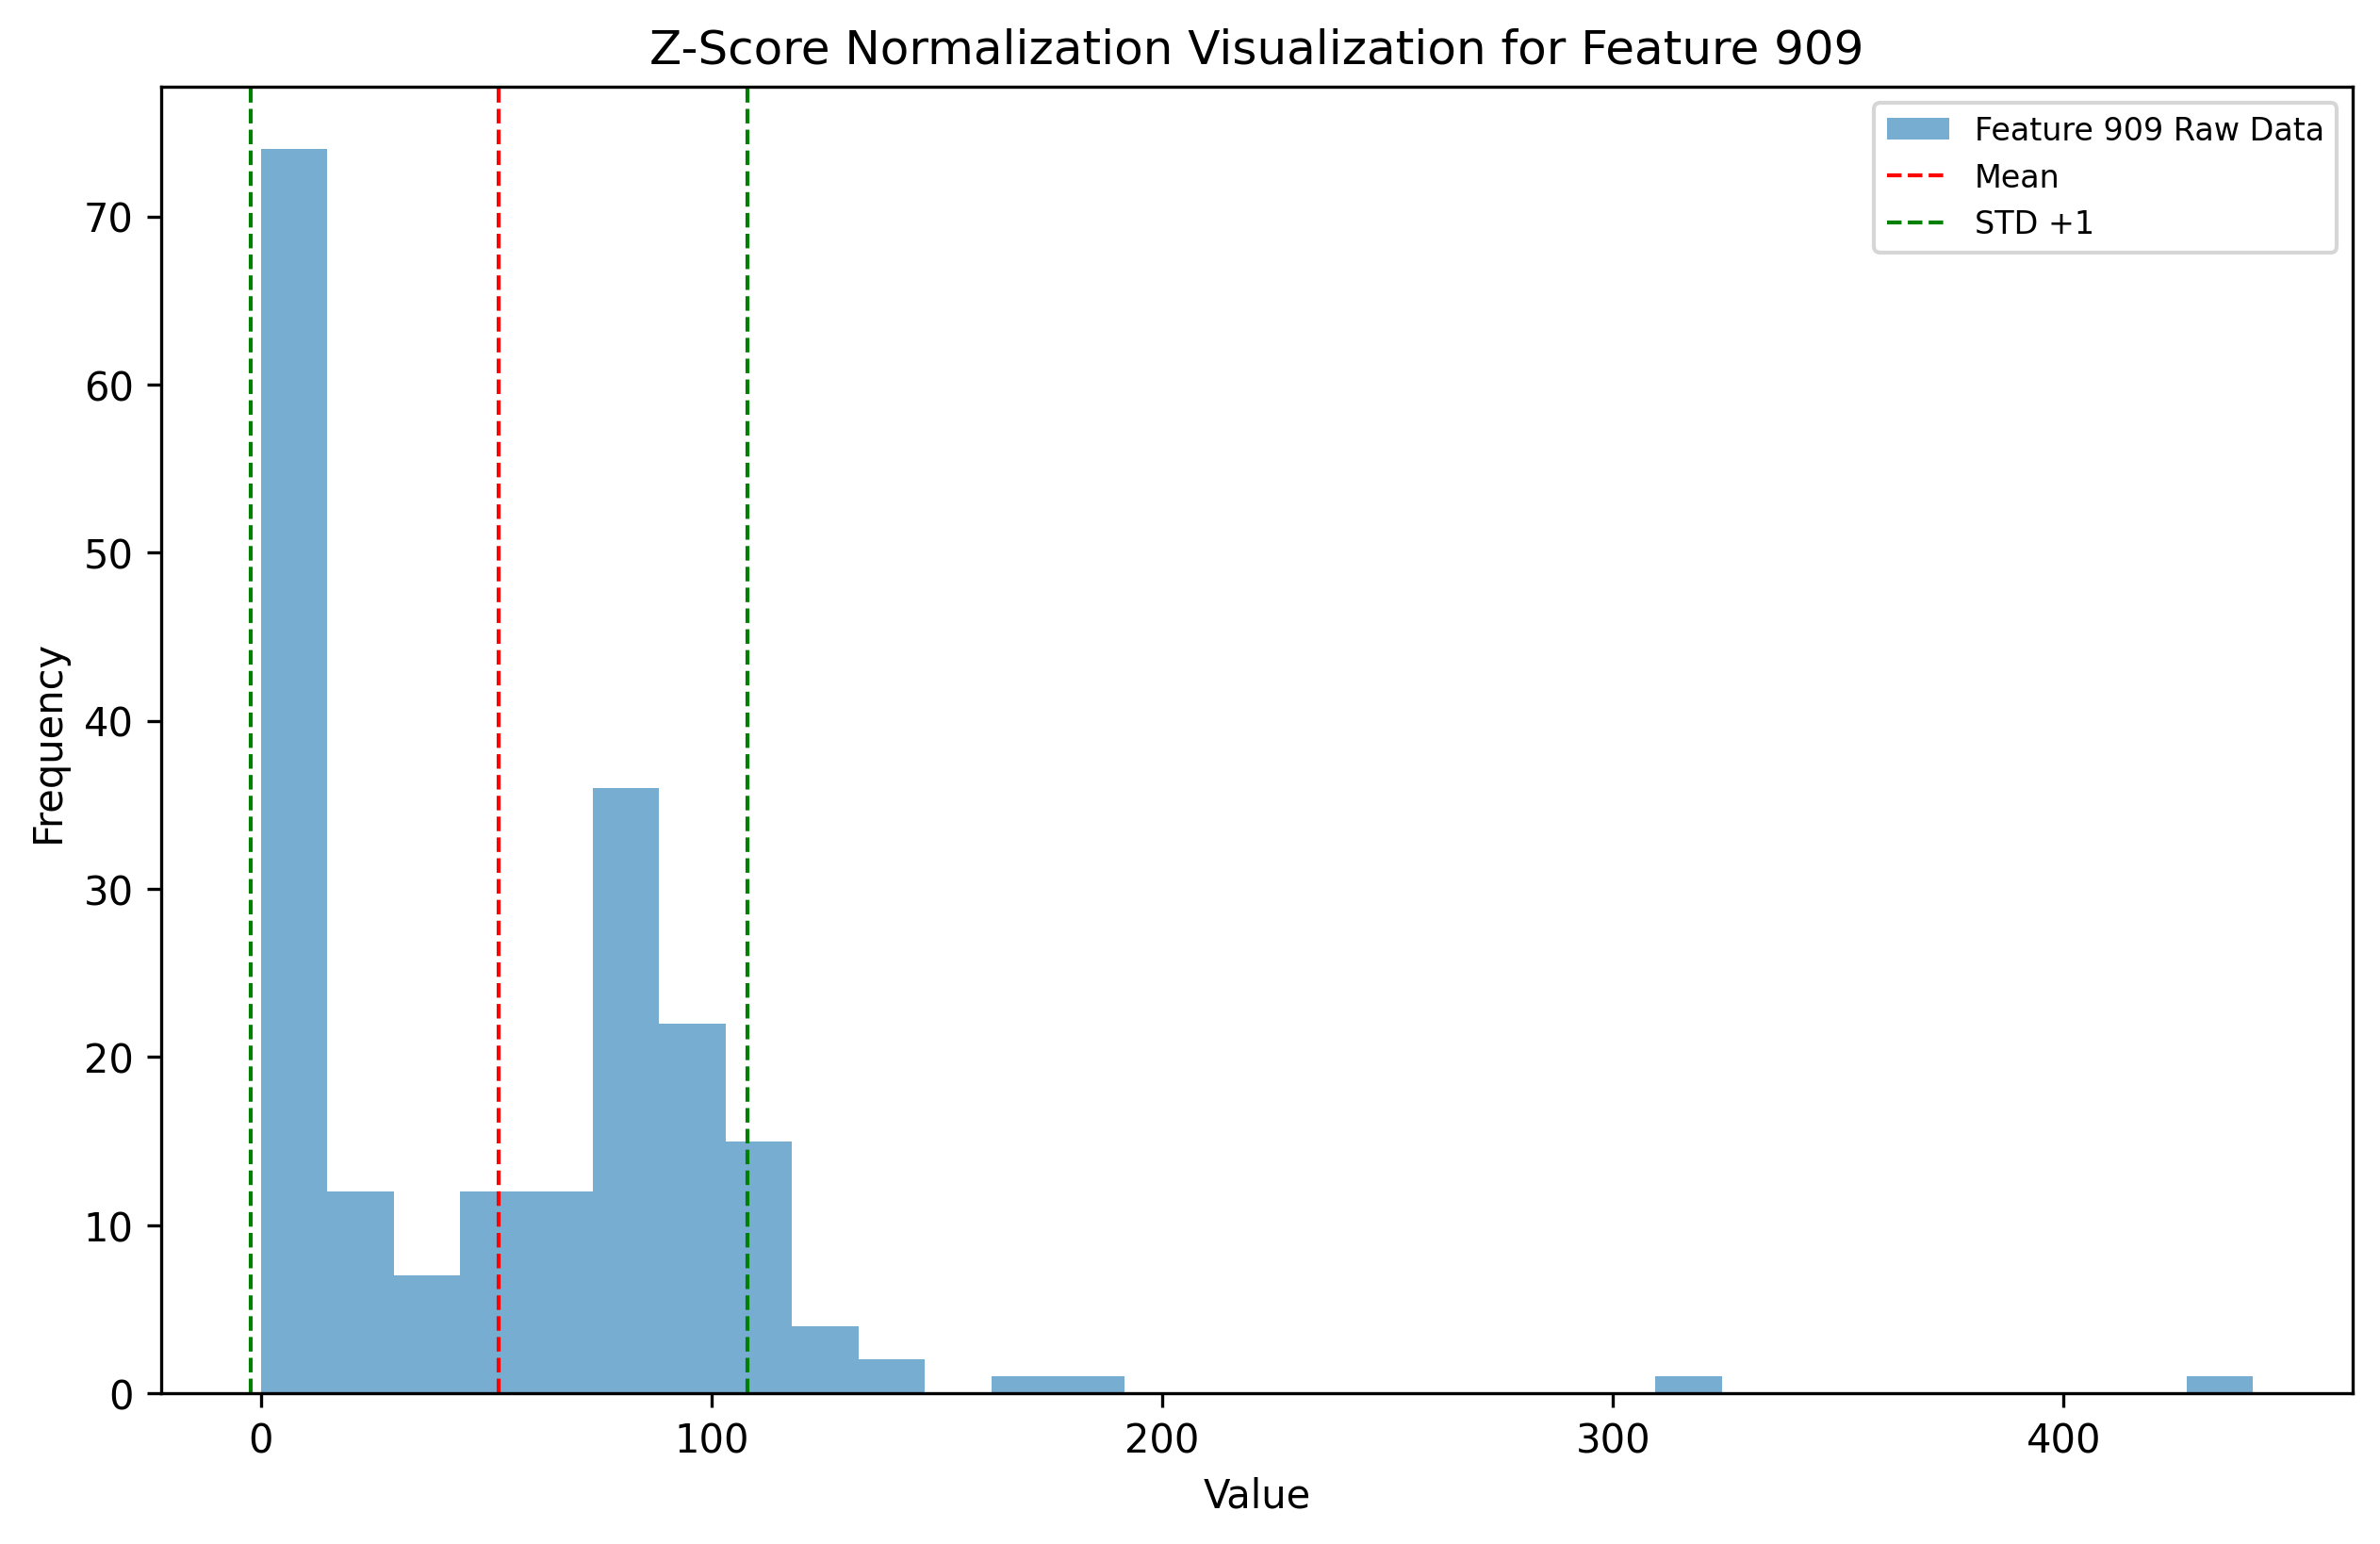 Z-Score Normalization Visualization for Feature 909
Feature 909 Raw Data
Mean
STD +1
70
60
50
40
30
20
10
0
Frequency
0 100 200 300 400
Value